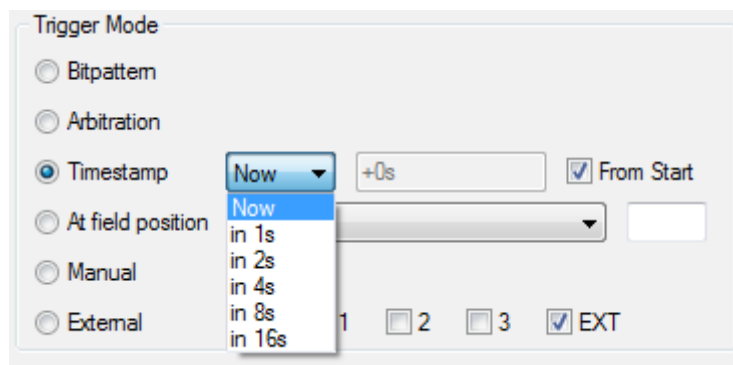 Trigger Mode
Bitpattern
Arbitration
Timestamp Now +0s From Start
Now
At field position
in 1s
in 2s
in 4s
Manual
in 8s
External 1 2 3 EXT
in 16s